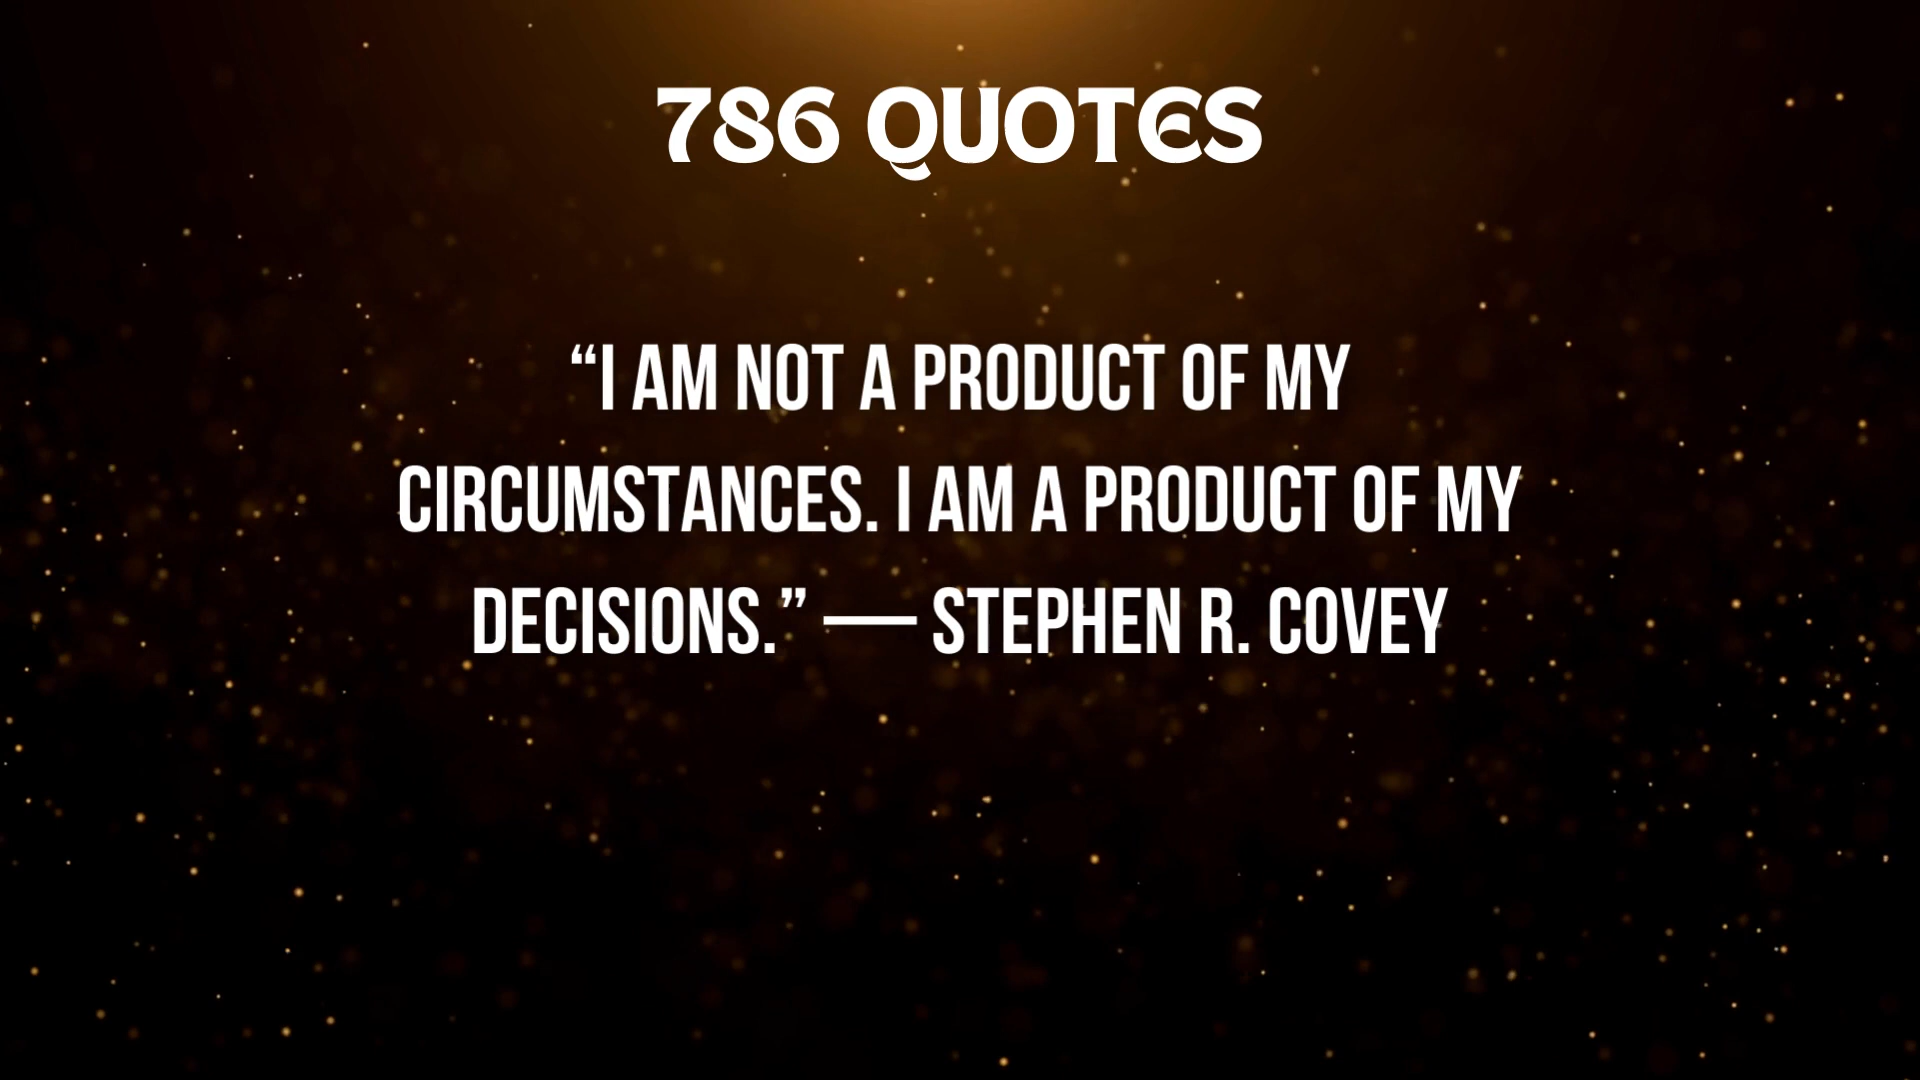 786 QUOTES
“I AM NOT A PRODUCT OF MY
CIRCUMSTANCES. I AM A PRODUCT OF MY
DECISIONS.” — STEPHEN R. COVEY